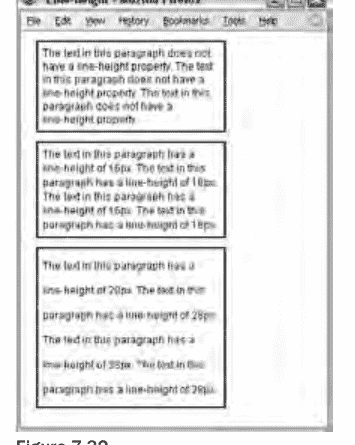 Line-height - Mozilla Firefox
File Edit View History Bookmarks Tools Help
The text in this paragraph does not
have a line-height property. The text
in this paragraph does not have a
line-height property. The text in this
paragraph does not have a
line-height property.
The text in this paragraph has a
line-height of 16px. The text in this
paragraph has a line-height of 16px.
The text in this paragraph has a
line-height of 16px. The text in this
paragraph has a line-height of 16px.
The text in this paragraph has a
line-height of 28px. The text in this
paragraph has a line-height of 28px.
The text in this paragraph has a
line-height of 28px. The text in this
paragraph has a line-height of 28px.